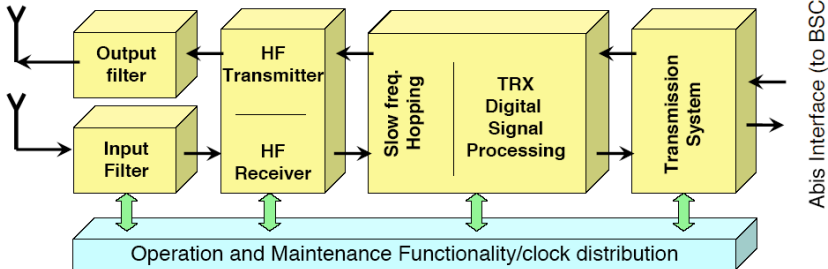 Output
filter
Input
Filter
HF
Transmitter
HF
Receiver
Slow freq.
Hopping
TRX
Digital
Signal
Processing
Transmission
System
Abis Interface (to BSC
Operation and Maintenance Functionality/clock distribution